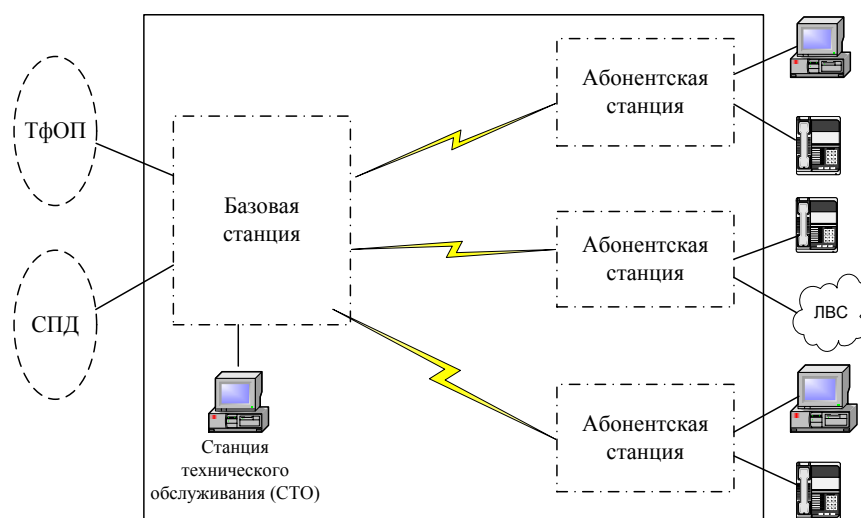 ТфОП
СПД
Базовая
станция
Станция
технического
обслуживания (СТО)
Абонентская
станция
Абонентская
станция
Абонентская
станция
ЛВС